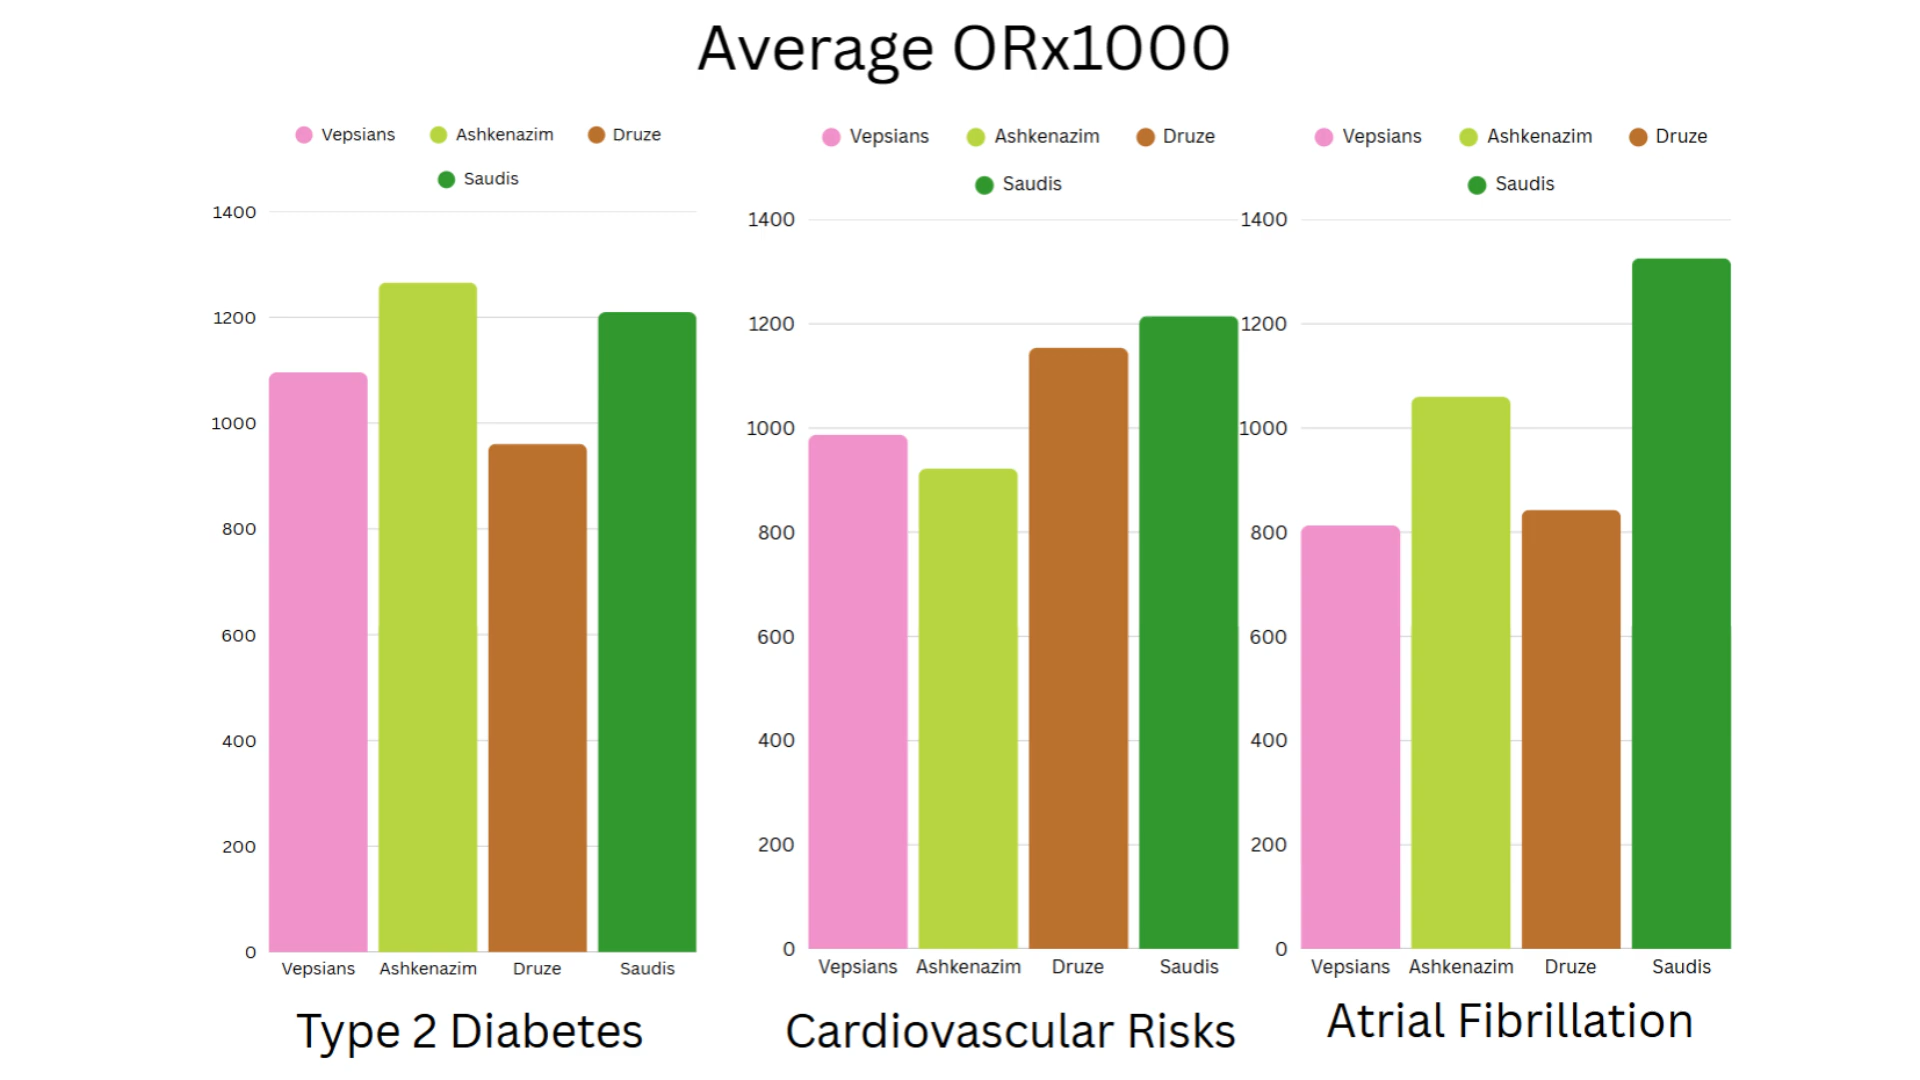 Average ORx1000
Vepsians Ashkenazim Druze
Saudis
1400
1200
1000
800
600
400
200
0
Vepsians Ashkenazim Druze Saudis
Type 2 Diabetes
Vepsians Ashkenazim Druze
Saudis
1400
1200
1000
800
600
400
200
0
Vepsians Ashkenazim Druze Saudis
Cardiovascular Risks
Vepsians Ashkenazim Druze
Saudis
1400
1200
1000
800
600
400
200
0
Vepsians Ashkenazim Druze Saudis
Atrial Fibrillation